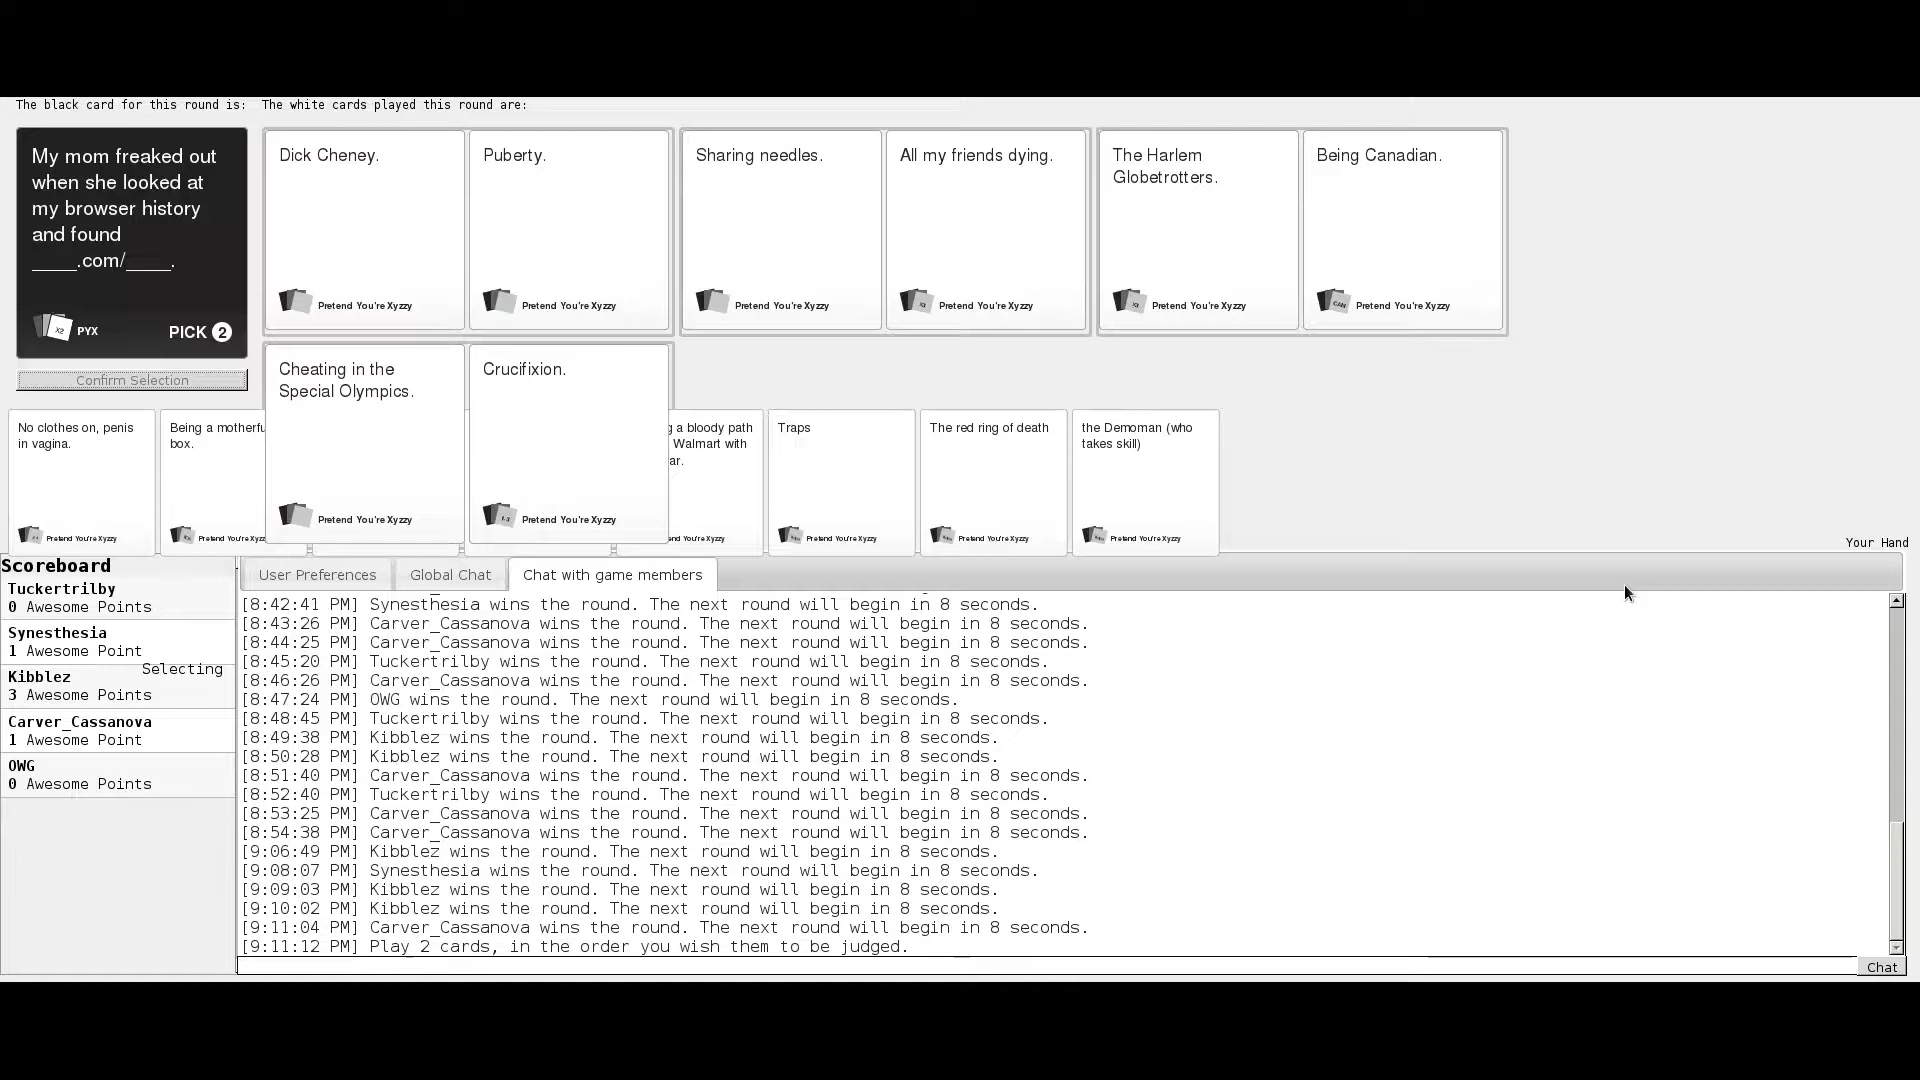 The black card for this round is:
The white cards played this round are:
My mom freaked out
when she looked at
my browser history
and found
____.com/____.
X2 PYX PICK 2
Confirm Selection
Dick Cheney.
Pretend You're Xyzzy
Puberty.
Pretend You're Xyzzy
Sharing needles.
Pretend You're Xyzzy
All my friends dying.
X2 Pretend You're Xyzzy
The Harlem
Globetrotters.
X3 Pretend You're Xyzzy
Being Canadian.
CAN Pretend You're Xyzzy
Cheating in the
Special Olympics.
Pretend You're Xyzzy
Crucifixion.
Pretend You're Xyzzy
No clothes on, penis
in vagina.
Pretend You're Xyzzy
Being a motherfu
box.
Pretend You're Xyzzy
g a bloody path
Walmart with
ar.
end You're Xyzzy
Traps
Pretend You're Xyzzy
The red ring of death
Pretend You're Xyzzy
the Demoman (who
takes skill)
Pretend You're Xyzzy
Your Hand
Scoreboard
Tuckertrilby
0 Awesome Points
Synesthesia
1 Awesome Point
Selecting
Kibblez
3 Awesome Points
Carver_Cassanova
1 Awesome Point
OWG
0 Awesome Points
User Preferences
Global Chat
Chat with game members
[8:42:41 PM] Synesthesia wins the round. The next round will begin in 8 seconds.
[8:43:26 PM] Carver_Cassanova wins the round. The next round will begin in 8 seconds.
[8:44:25 PM] Carver_Cassanova wins the round. The next round will begin in 8 seconds.
[8:45:20 PM] Tuckertrilby wins the round. The next round will begin in 8 seconds.
[8:46:26 PM] Carver_Cassanova wins the round. The next round will begin in 8 seconds.
[8:47:24 PM] OWG wins the round. The next round will begin in 8 seconds.
[8:48:45 PM] Tuckertrilby wins the round. The next round will begin in 8 seconds.
[8:49:38 PM] Kibblez wins the round. The next round will begin in 8 seconds.
[8:50:28 PM] Kibblez wins the round. The next round will begin in 8 seconds.
[8:51:40 PM] Carver_Cassanova wins the round. The next round will begin in 8 seconds.
[8:52:40 PM] Tuckertrilby wins the round. The next round will begin in 8 seconds.
[8:53:25 PM] Carver_Cassanova wins the round. The next round will begin in 8 seconds.
[8:54:38 PM] Carver_Cassanova wins the round. The next round will begin in 8 seconds.
[9:06:49 PM] Kibblez wins the round. The next round will begin in 8 seconds.
[9:08:07 PM] Synesthesia wins the round. The next round will begin in 8 seconds.
[9:09:03 PM] Kibblez wins the round. The next round will begin in 8 seconds.
[9:10:02 PM] Kibblez wins the round. The next round will begin in 8 seconds.
[9:11:04 PM] Carver_Cassanova wins the round. The next round will begin in 8 seconds.
[9:11:12 PM] Play 2 cards, in the order you wish them to be judged.
Chat